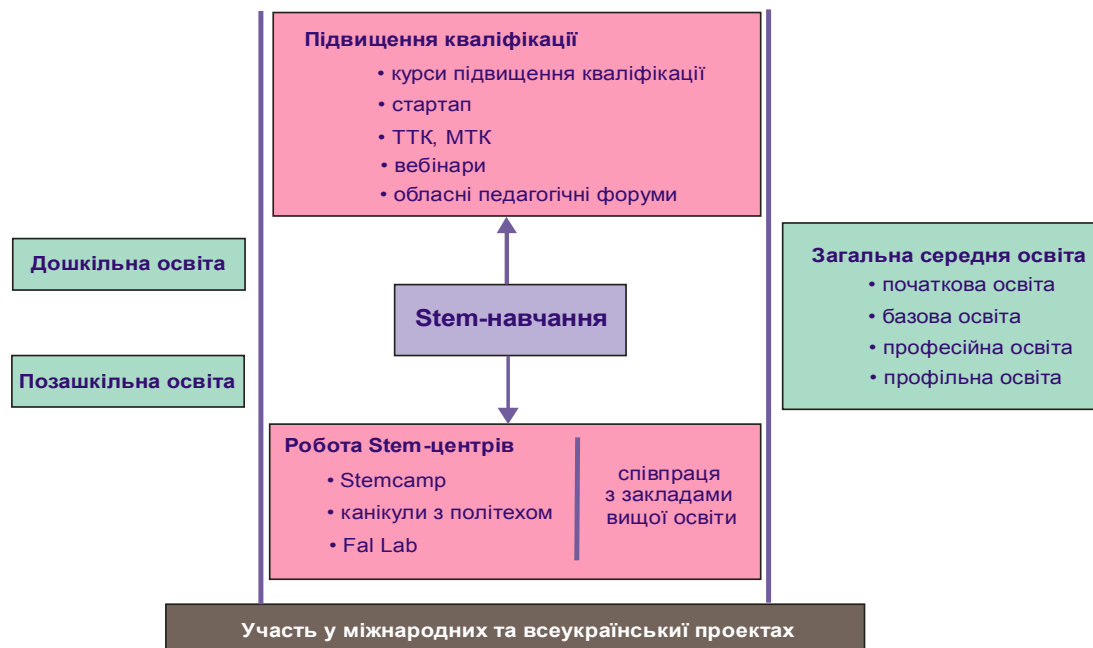 Підвищення кваліфікації
• курси підвищення кваліфікації
• стартап
• ТТК, МТК
• вебінари
• обласні педагогічні форуми
Дошкільна освіта
Позашкільна освіта
Stem-навчання
Загальна середня освіта
• початкова освіта
• базова освіта
• професійна освіта
• профільна освіта
Робота Stem-центрів
• Stemcamp
• канікули з політехом
• Fal Lab
співпраця
з закладами
вищої освіти
Участь у міжнародних та всеукраїнськиї проектах